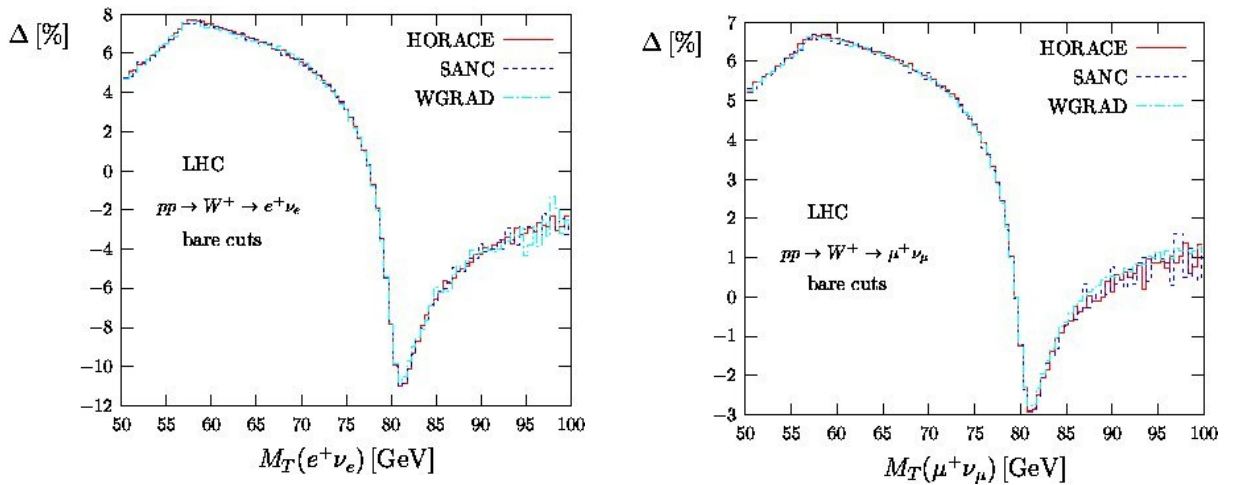 Δ [%]
8
6
4
2
0
−2
−4
−6
−8
−10
−12
HORACE
SANC
WGRAD
LHC
pp → W⁺ → e⁺νₑ
bare cuts
50 55 60 65 70 75 80 85 90 95 100
M_T(e⁺νₑ) [GeV]
Δ [%]
7
6
5
4
3
2
1
0
−1
−2
−3
HORACE
SANC
WGRAD
LHC
pp → W⁺ → μ⁺ν_μ
bare cuts
50 55 60 65 70 75 80 85 90 95 100
M_T(μ⁺ν_μ) [GeV]